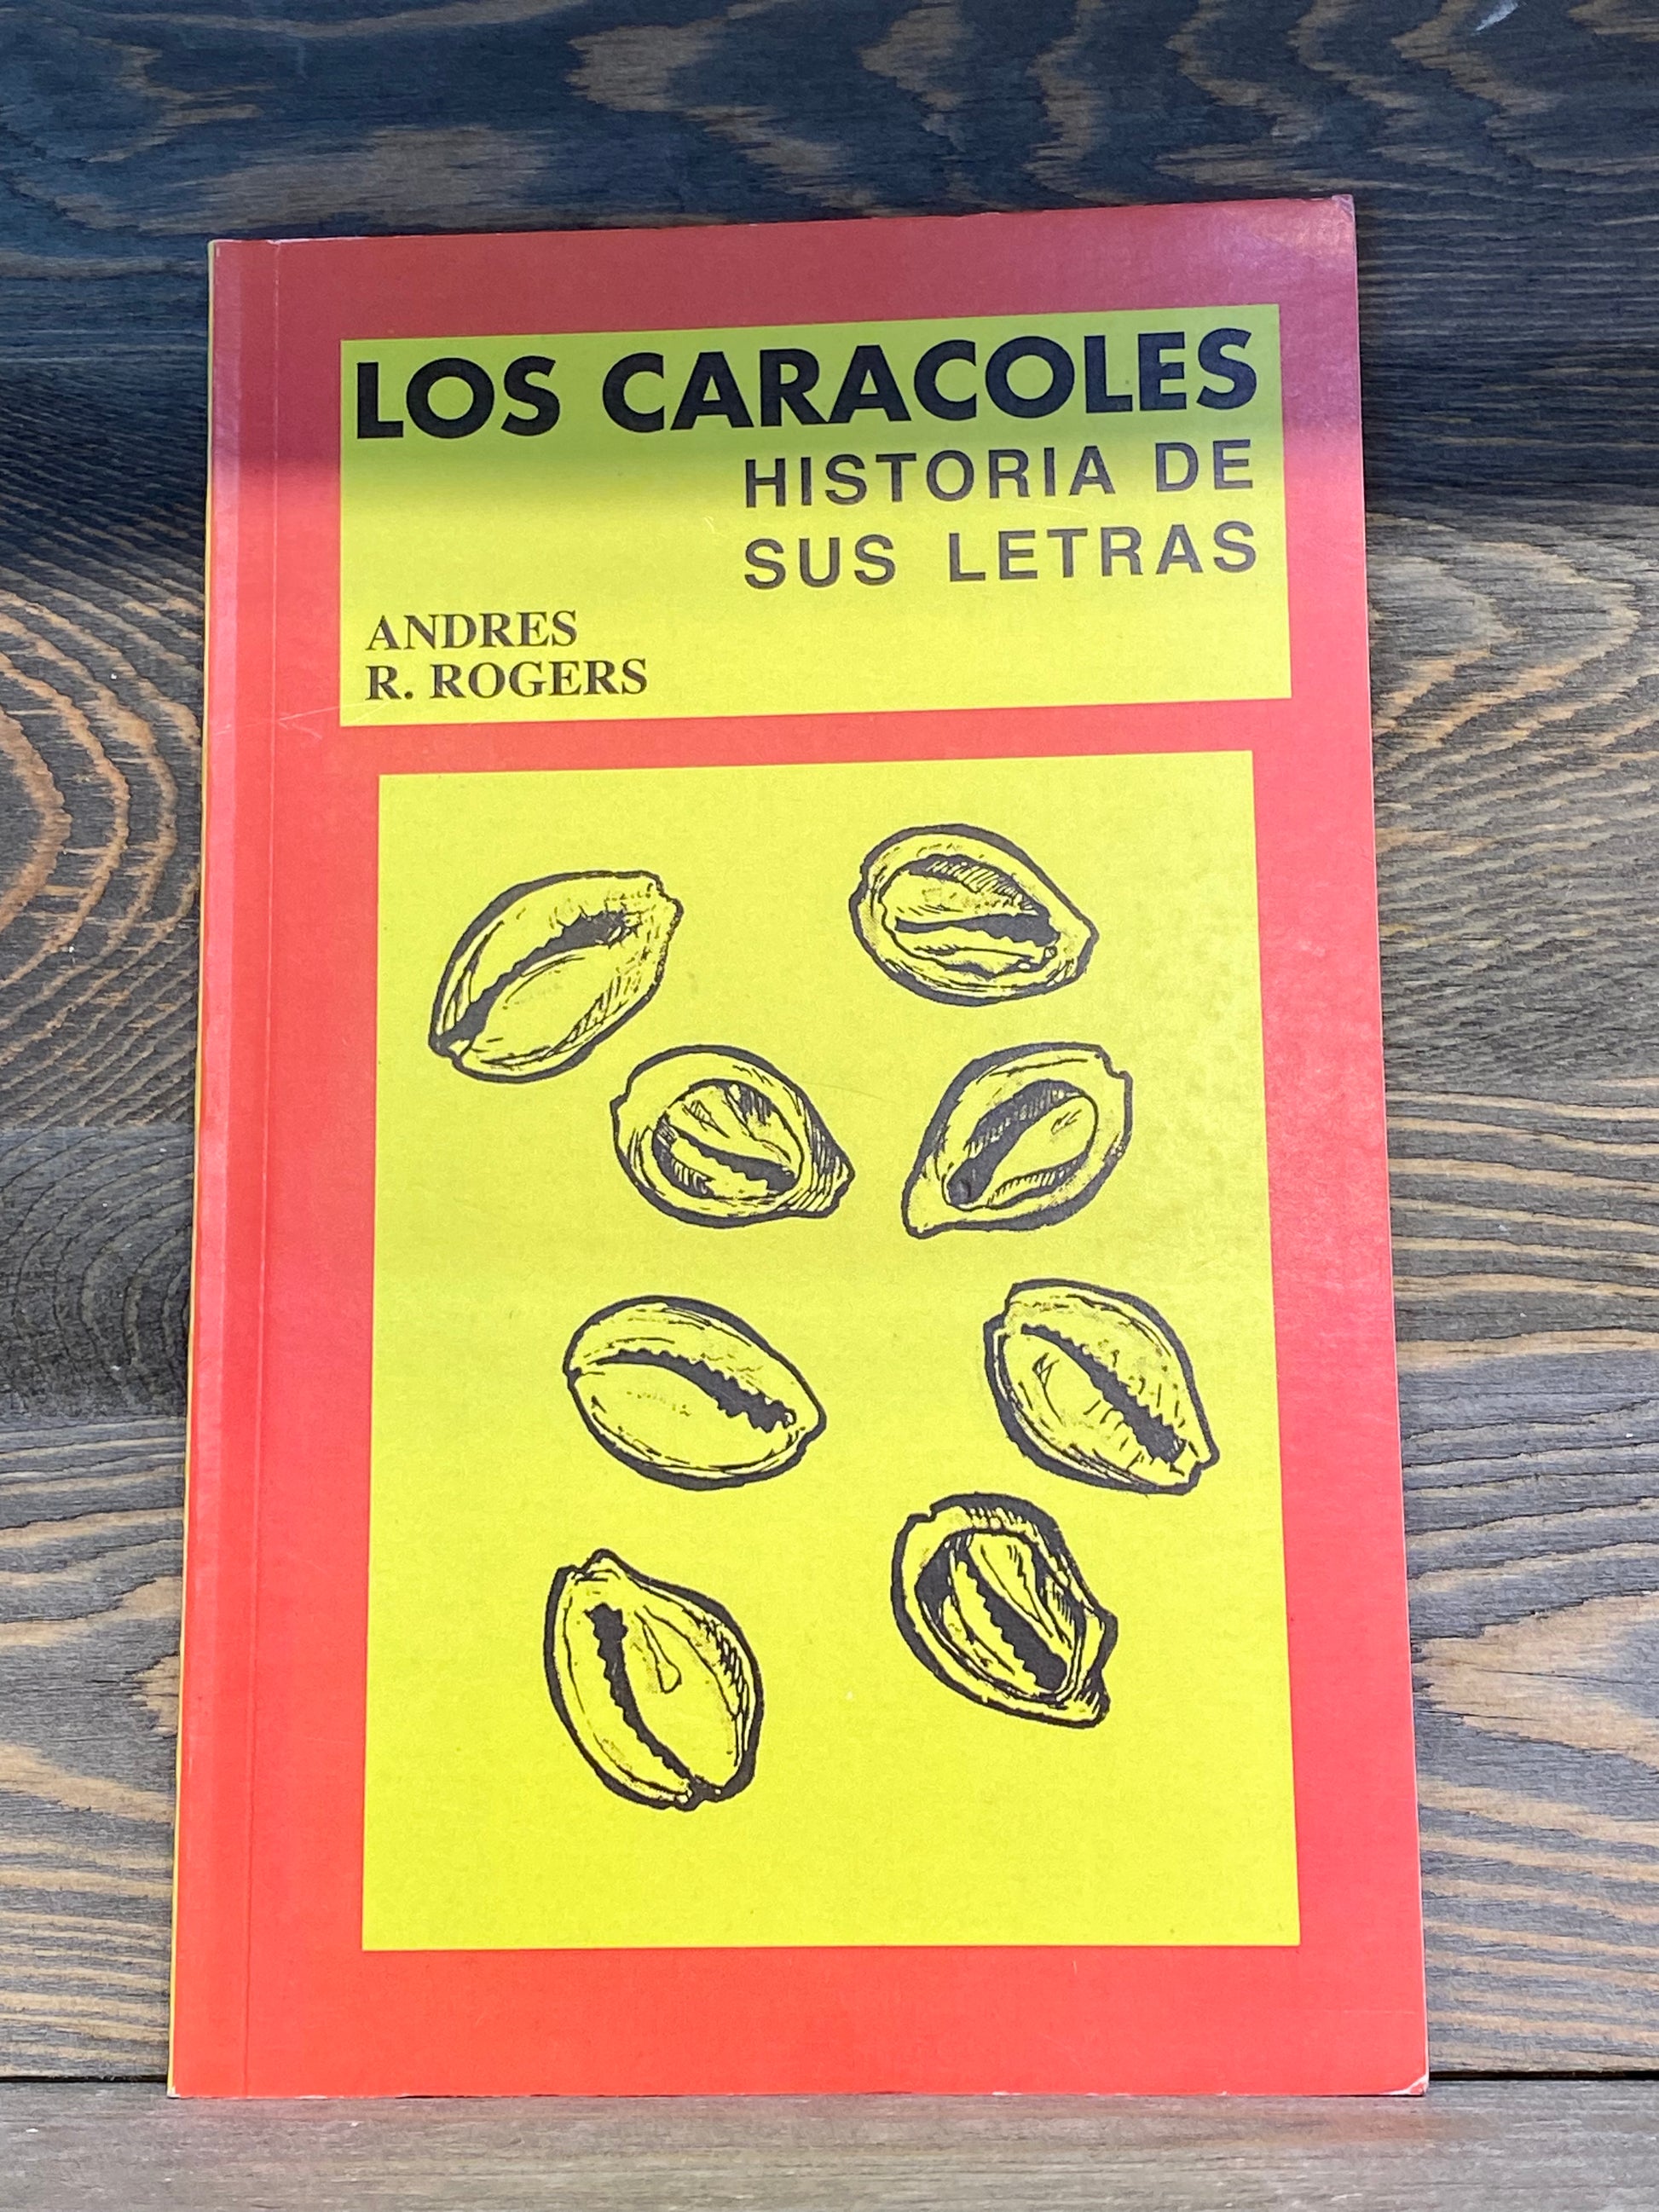 LOS CARACOLES
HISTORIA DE
SUS LETRAS
ANDRES
R. ROGERS